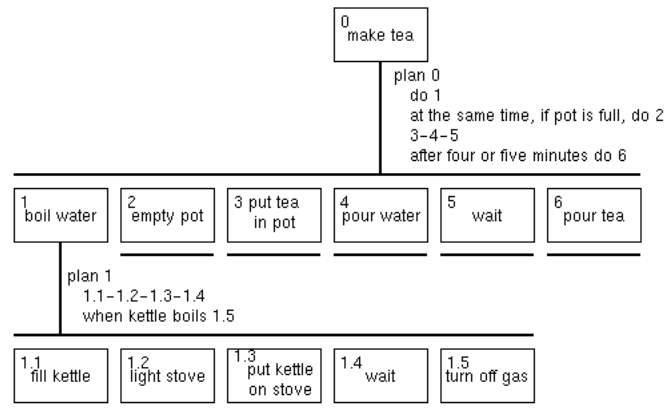 0
make tea
plan 0
do 1
at the same time, if pot is full, do 2
3-4-5
after four or five minutes do 6
1
boil water
2
empty pot
3 put tea
in pot
4
pour water
5
wait
6
pour tea
plan 1
1.1-1.2-1.3-1.4
when kettle boils 1.5
1.1
fill kettle
1.2
light stove
1.3
put kettle
on stove
1.4
wait
1.5
turn off gas